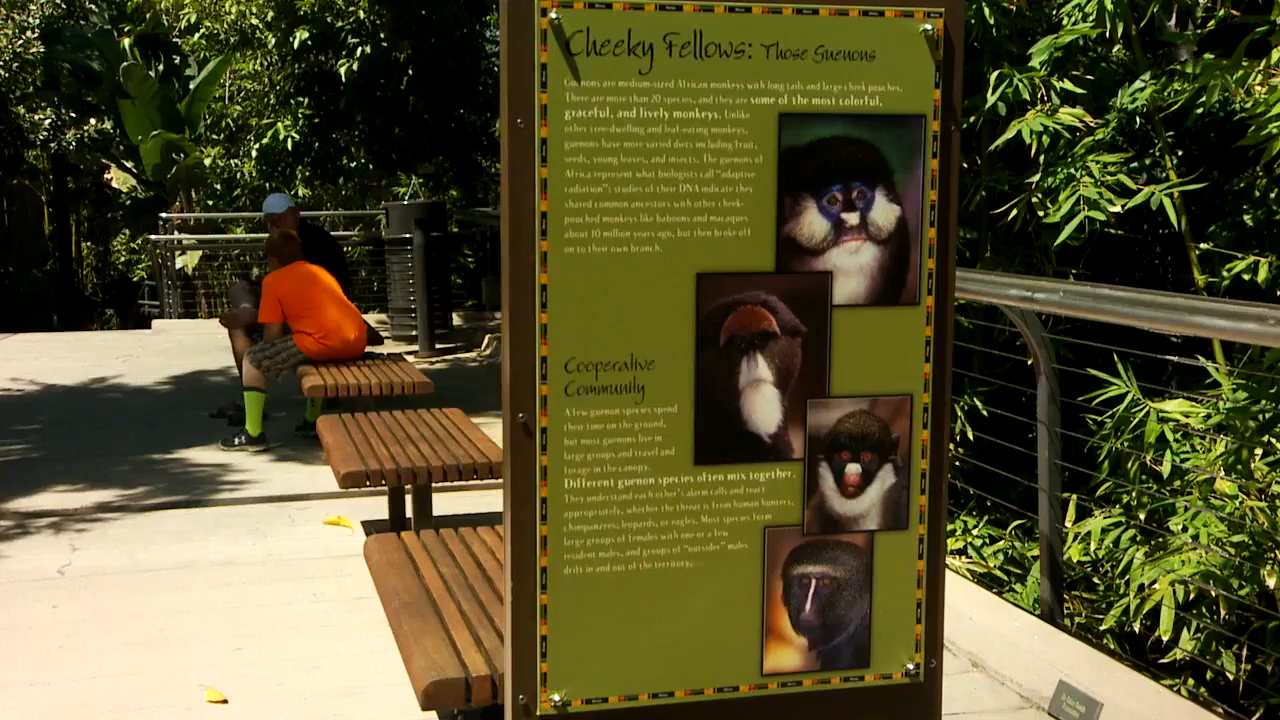 Cheeky Fellows: Those Guenons
Guenons are medium-sized African monkeys with long tails and large cheek pouches.
There are more than 20 species, and they are some of the most colorful,
graceful, and lively monkeys. Unlike
other tree-dwelling and leaf-eating monkeys,
guenons have more varied diets including fruit,
seeds, young leaves, and insects. The guenons of
Africa represent what biologists call "adaptive
radiation"; studies of their DNA indicate they
shared common ancestors with other cheek-
pouched monkeys like baboons and macaques
about 10 million years ago, but then broke off
on to their own branch.
Cooperative
Community
A few guenon species spend
their time on the ground,
but most guenons live in
large groups and travel and
forage in the canopy.
Different guenon species often mix together.
They understand each other's alarm calls and react
appropriately, whether the threat is from human hunters,
chimpanzees, leopards, or eagles. Most species form
large groups of females with one or a few
resident males, and groups of "outsider" males
drift in and out of the territory.